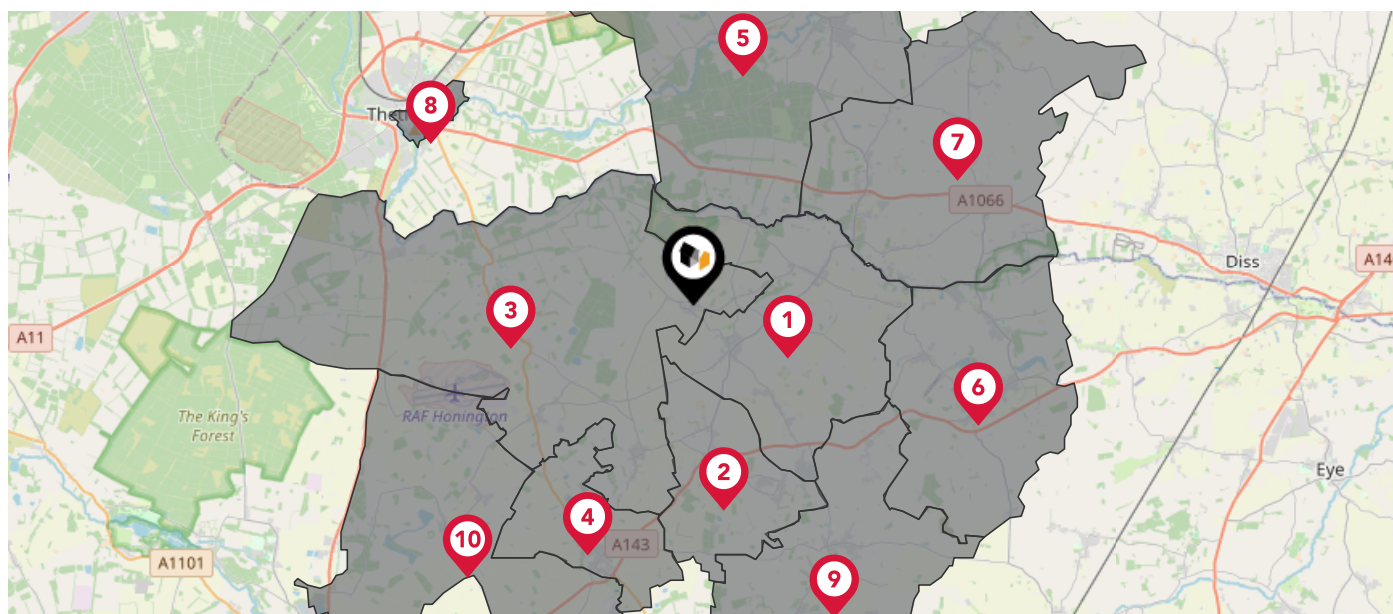 5
8
Thet
7
A1066
Diss
A14
3
1
A11
6
RAF Honington
The King's
Forest
2
Eye
4
10
A143
A1101
9